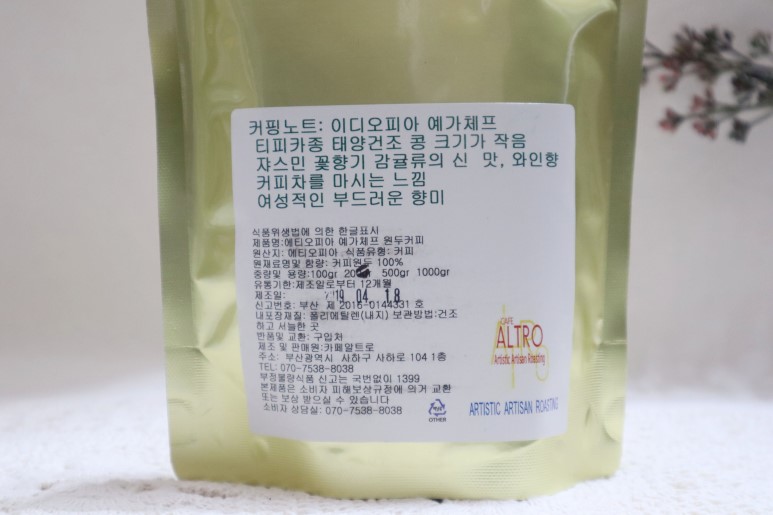 커핑노트: 이디오피아 예가체프
티피카종 태양건조 콩 크기가 작음
쟈스민 꽃향기 감귤류의 신 맛, 와인향
커피차를 마시는 느낌
여성적인 부드러운 향미
식품위생법에 의한 한글표시
제품명:에티오피아 예가체프 원두커피
원산지: 에티오피아 식품유형: 커피
원재료명및 함량: 커피원두 100%
중량및 용량:100gr 500gr 1000gr
유통기한:제조일로부터 12개월
제조일: 19 04 18
신고번호: 부산 제 2016-0144331 호
내포장재질: 폴리에틸렌(내지) 보관방법:건조
하고 서늘한 곳
반품및 교환: 구입처
제조 및 판매원:카페알트로
주소: 부산광역시 사하구 사하로 104 1층
TEL: 070-7538-8038
부정불량식품 신고는 국번없이 1399
본제품은 소비자 피해보상규정에 의거 교환
또는 보상 받으실 수 있습니다
소비자 상담실: 070-7538-8038
OTHER
CAFE
ALTRO
Artistic Artisan Roasting
ARTISTIC ARTISAN ROASTING